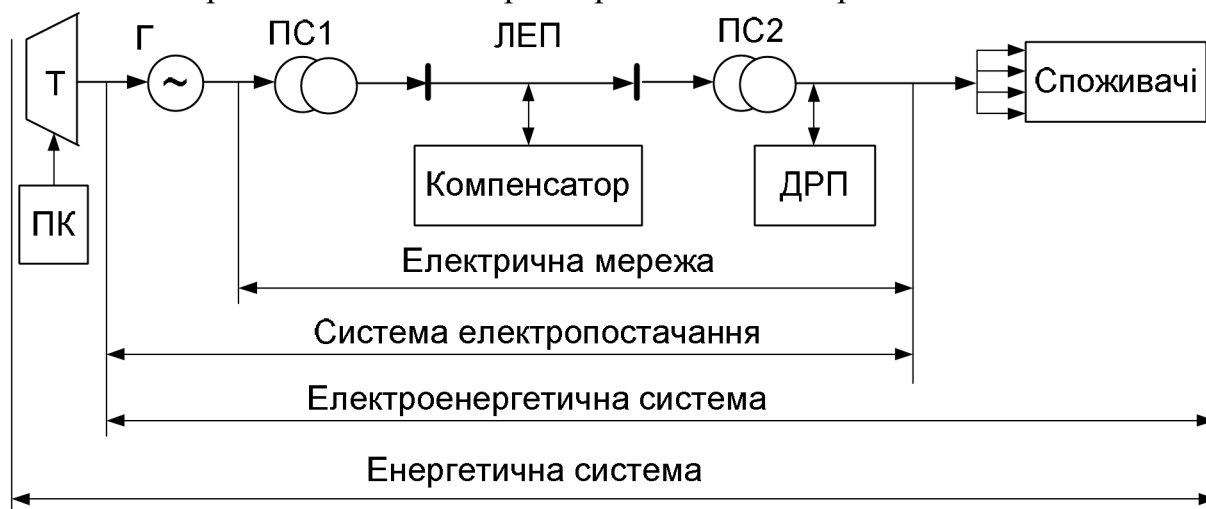 Г ПС1 ЛЕП ПС2
Т ~ Споживачі
ПК Компенсатор ДРП
Електрична мережа
Система електропостачання
Електроенергетична система
Енергетична система